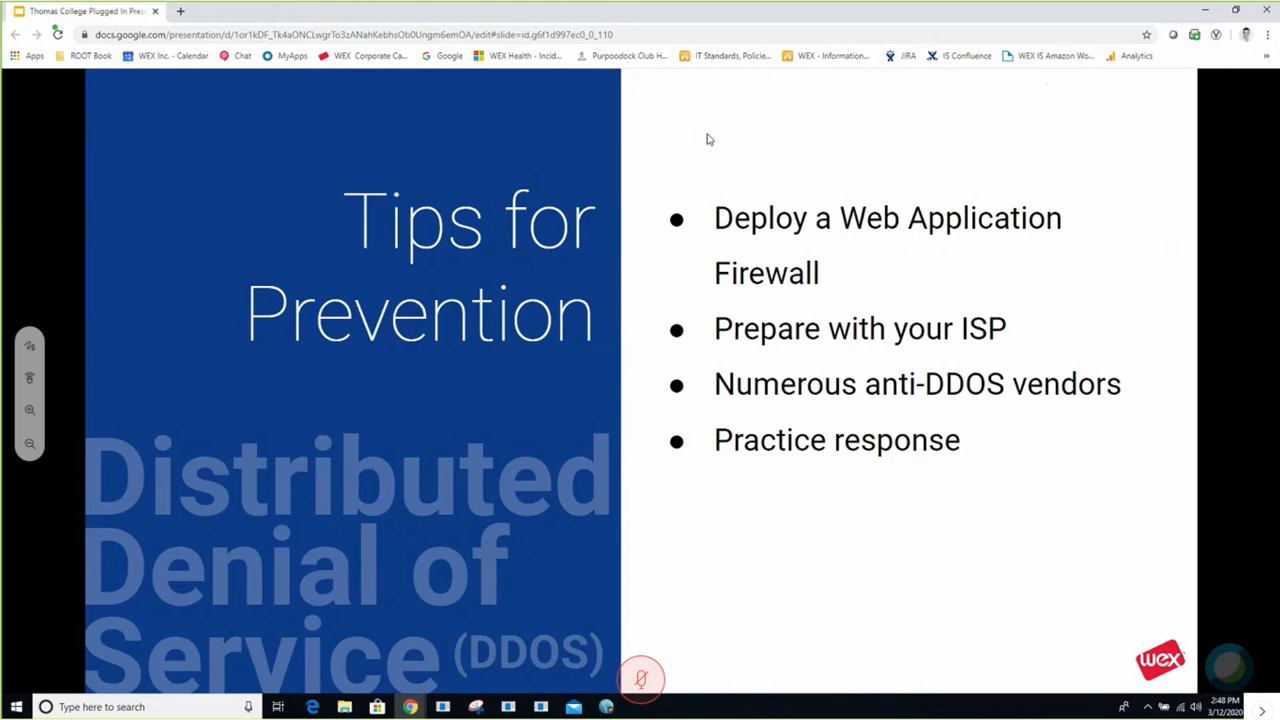 Thomas College Plugged In Pres
docs.google.com/presentation/d/1or1kDF_Tk4aONCLwgrTo3zANahKebhsOb0Ungm6emOA/edit#slide=id.g6f1d997ec0_0_110
Apps ROOT Book WEX Inc. - Calendar Chat MyApps WEX Corporate Ca... Google WEX Health - Incid... Purpoodock Club H... IT Standards, Policie... WEX - Information... JIRA IS Confluence WEX IS Amazon Wo... Analytics
Tips for
Prevention
Distributed
Denial of
Service (DDOS)
● Deploy a Web Application
Firewall
● Prepare with your ISP
● Numerous anti-DDOS vendors
● Practice response
wex
Type here to search
2:48 PM
3/12/2020